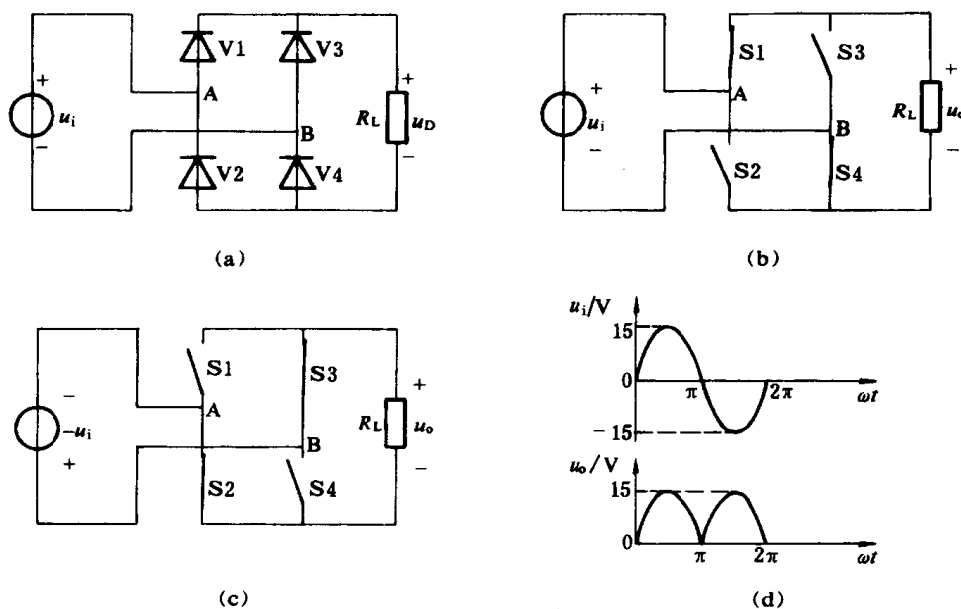 +
u_i
−
V1
V3
A
B
V2
V4
R_L
+
u_D
−
(a)
+
u_i
−
S1
S3
A
B
S2
S4
R_L
+
−
(b)
−
−u_i
+
S1
S3
A
B
S2
S4
R_L
+
u_o
−
(c)
u_i/V
15
0
π
2π
ωt
−15
u_o/V
15
0
π
2π
ωt
(d)